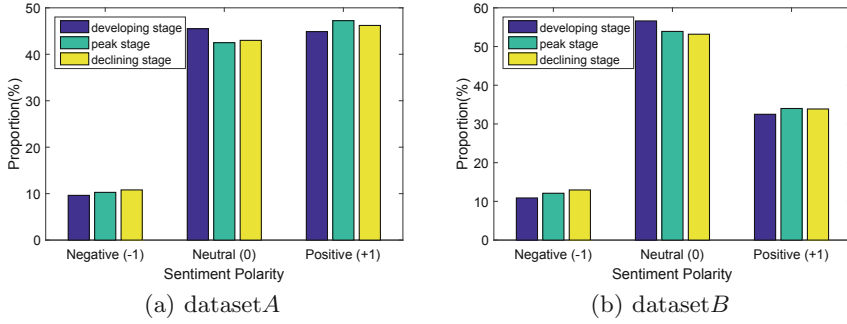 50
40
30
20
10
0
Proportion(%)
developing stage
peak stage
declining stage
Negative (-1) Neutral (0) Positive (+1)
Sentiment Polarity
(a) datasetA
60
50
40
30
20
10
0
Proportion(%)
developing stage
peak stage
declining stage
Negative (-1) Neutral (0) Positive (+1)
Sentiment Polarity
(b) datasetB